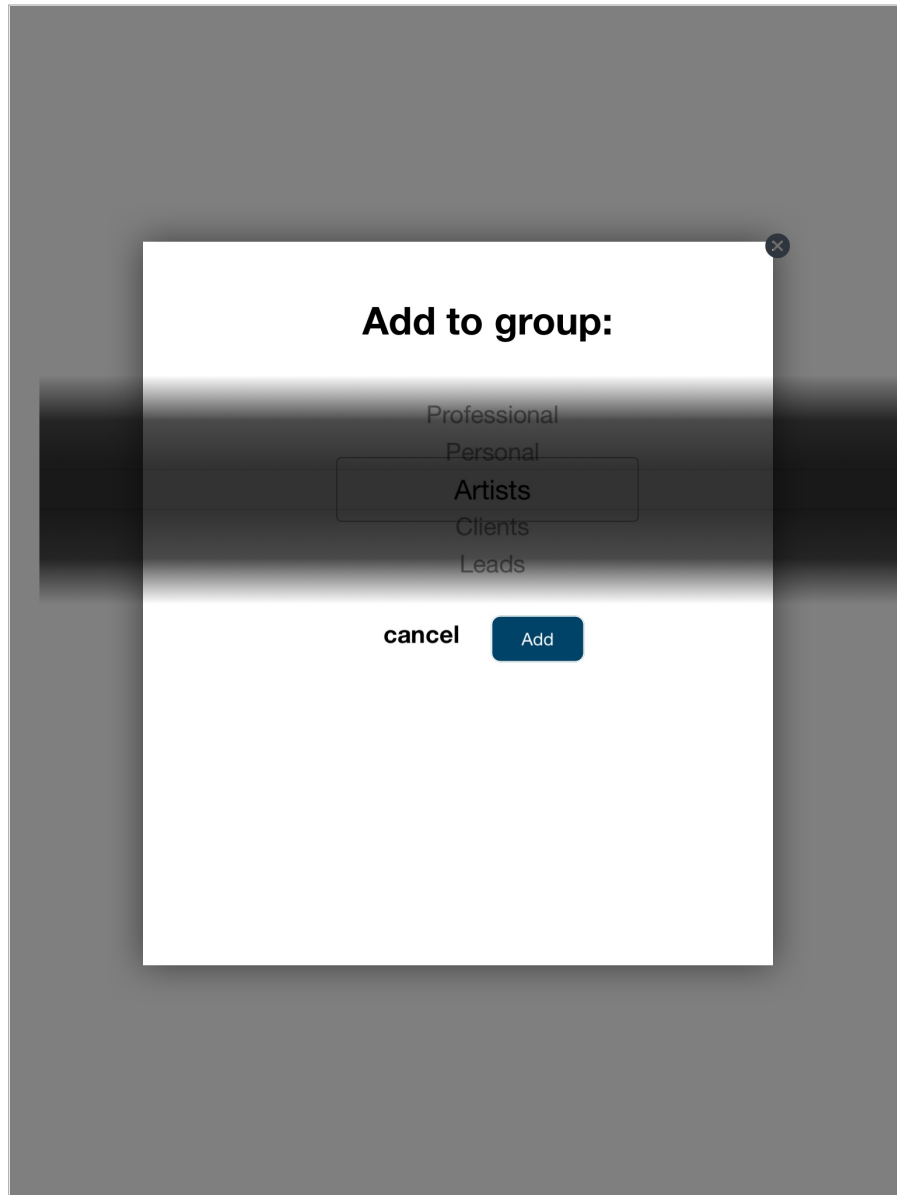 Add to group:
Professional
Personal
Artists
Clients
Leads
cancel Add